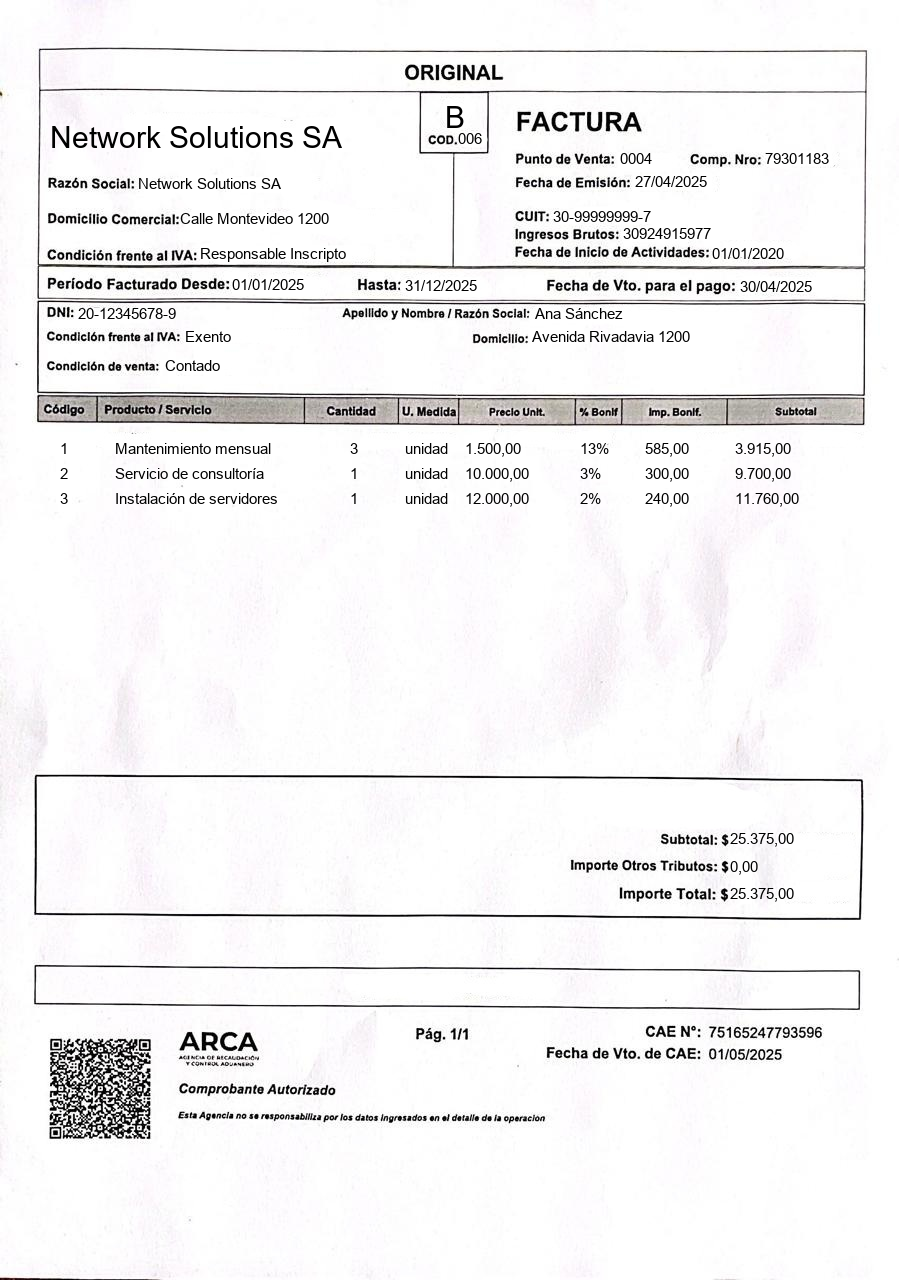 ORIGINAL
B
COD.006
Network Solutions SA
FACTURA
Punto de Venta: 0004 Comp. Nro: 79301183
Razón Social: Network Solutions SA
Fecha de Emisión: 27/04/2025
Domicilio Comercial:Calle Montevideo 1200
CUIT: 30-99999999-7
Ingresos Brutos: 30924915977
Condición frente al IVA: Responsable Inscripto
Fecha de Inicio de Actividades: 01/01/2020
Período Facturado Desde: 01/01/2025 Hasta: 31/12/2025 Fecha de Vto. para el pago: 30/04/2025
DNI: 20-12345678-9 Apellido y Nombre / Razón Social: Ana Sánchez
Condición frente al IVA: Exento Domicilio: Avenida Rivadavia 1200
Condición de venta: Contado
Código Producto / Servicio Cantidad U. Medida Precio Unit. % Bonif Imp. Bonif. Subtotal
1 Mantenimiento mensual 3 unidad 1.500,00 13% 585,00 3.915,00
2 Servicio de consultoría 1 unidad 10.000,00 3% 300,00 9.700,00
3 Instalación de servidores 1 unidad 12.000,00 2% 240,00 11.760,00
Subtotal: $25.375,00
Importe Otros Tributos: $0,00
Importe Total: $25.375,00
ARCA
AGENCIA DE RECAUDACIÓN
Y CONTROL ADUANERO
Pág. 1/1
CAE N°: 75165247793596
Fecha de Vto. de CAE: 01/05/2025
Comprobante Autorizado
Esta Agencia no se responsabiliza por los datos ingresados en el detalle de la operación